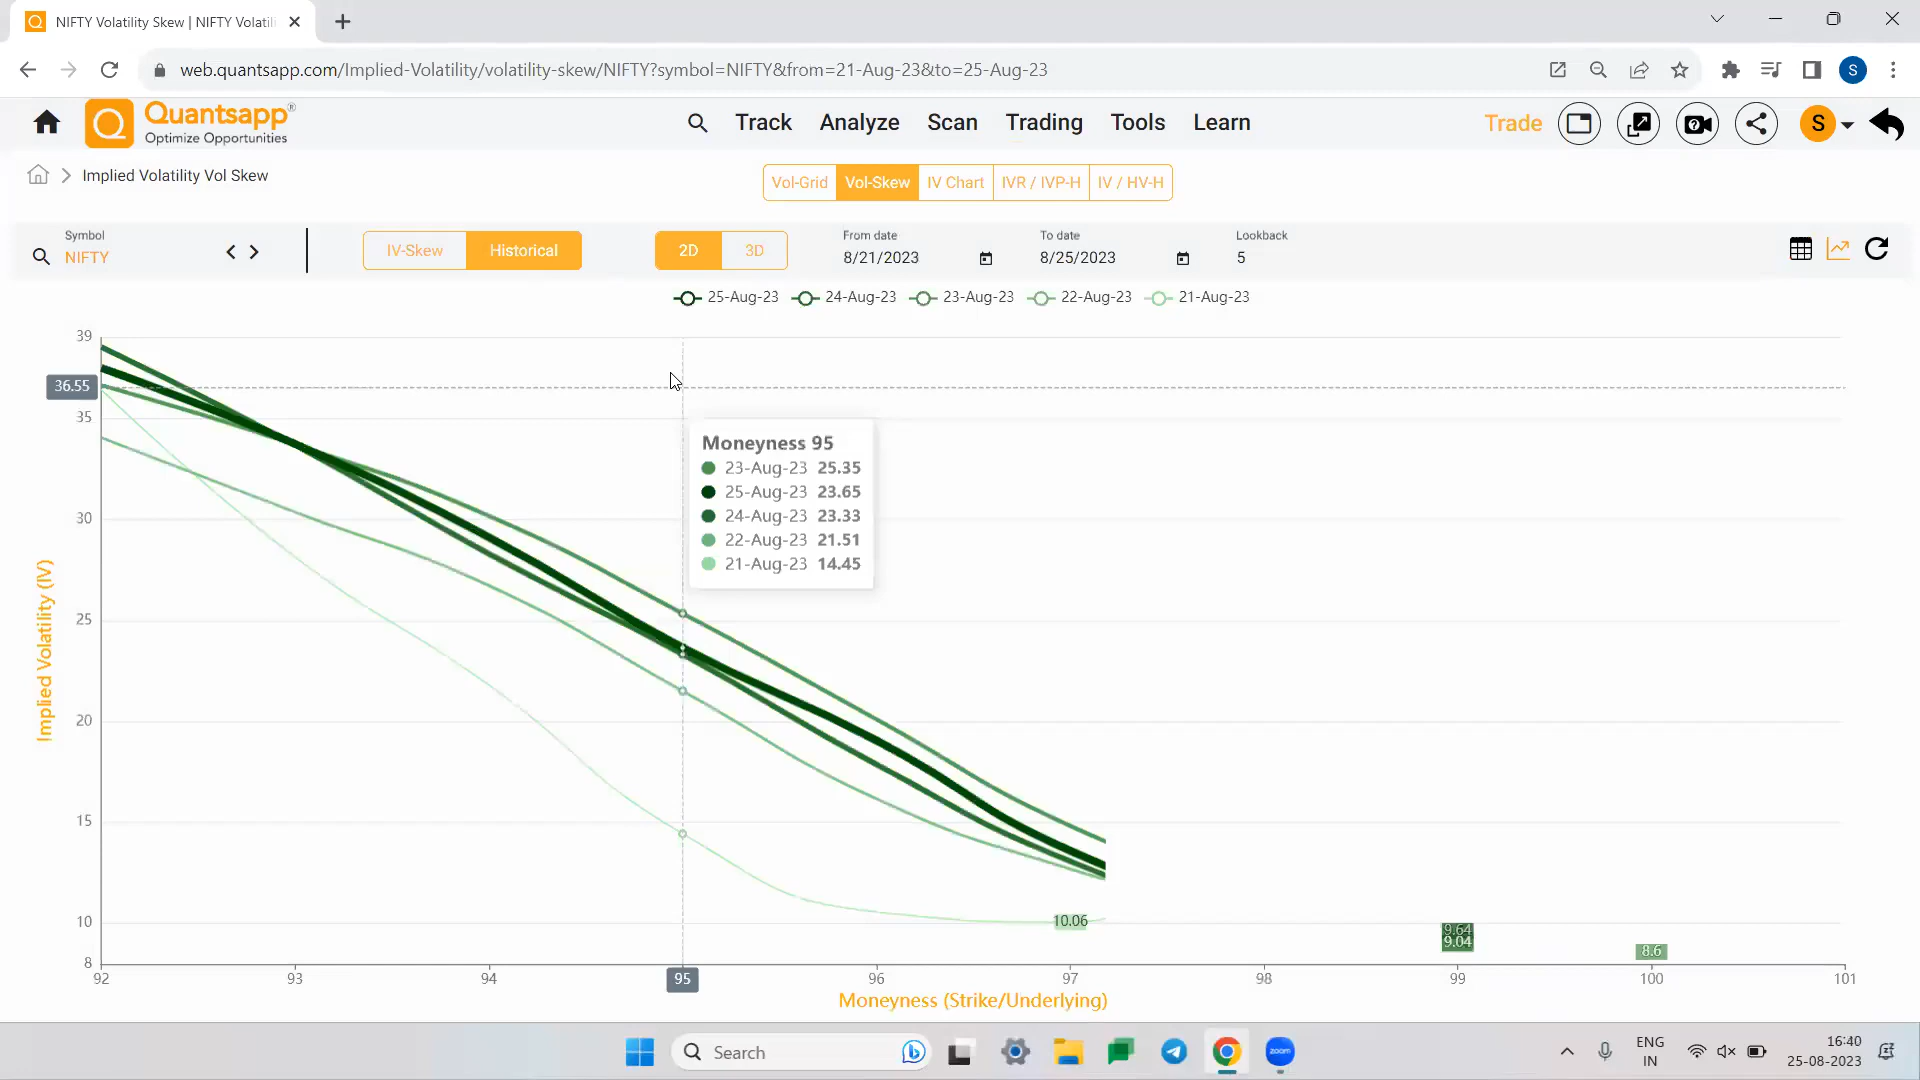 NIFTY Volatility Skew | NIFTY Volatili
web.quantsapp.com/Implied-Volatility/volatility-skew/NIFTY?symbol=NIFTY&from=21-Aug-23&to=25-Aug-23
S
Quantsapp®
Optimize Opportunities
Track Analyze Scan Trading Tools Learn
Trade
S
Implied Volatility Vol Skew
Vol-Grid Vol-Skew IV Chart IVR / IVP-H IV / HV-H
Symbol
NIFTY
IV-Skew Historical
2D 3D
From date
8/21/2023
To date
8/25/2023
Lookback
5
25-Aug-23 24-Aug-23 23-Aug-23 22-Aug-23 21-Aug-23
39
36.55
35
30
25
20
15
10
8
Implied Volatility (IV)
Moneyness 95
23-Aug-23 25.35
25-Aug-23 23.65
24-Aug-23 23.33
22-Aug-23 21.51
21-Aug-23 14.45
10.06
9.64
9.04
8.6
92 93 94 95 96 97 98 99 100 101
Moneyness (Strike/Underlying)
Search
zoom
ENG
IN
16:40
25-08-2023